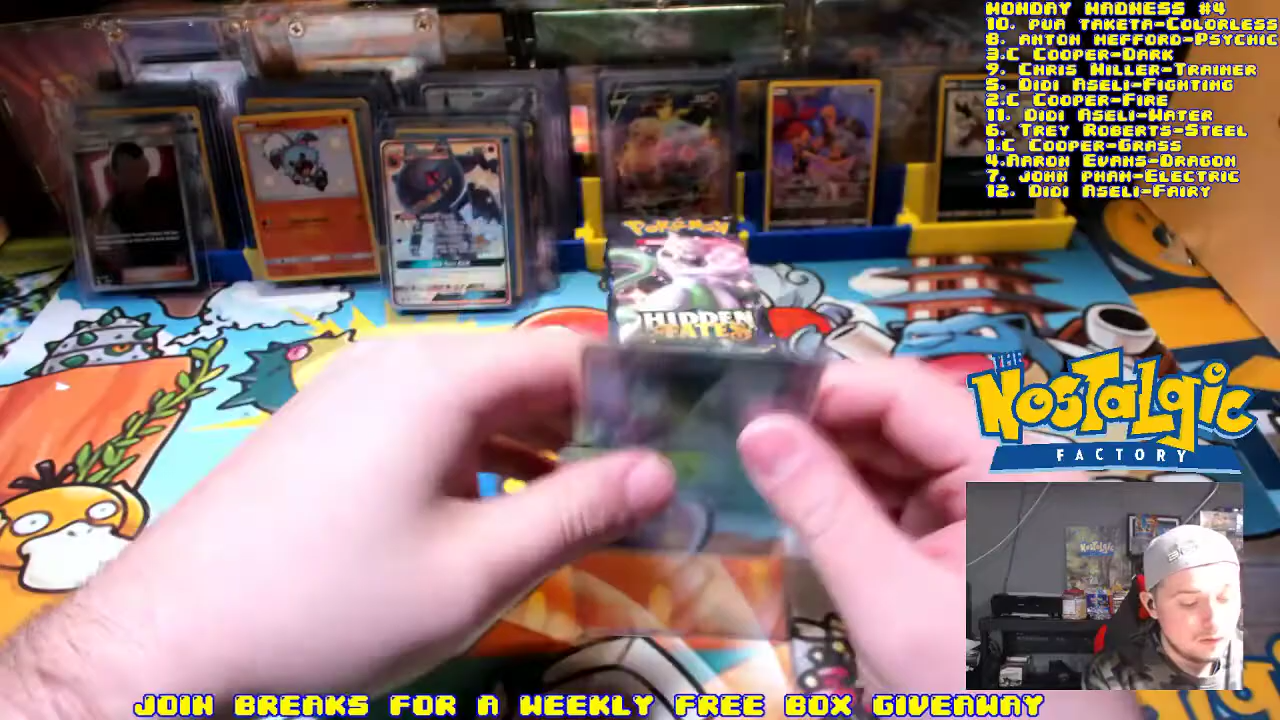 MONDAY MADNESS #4
10. PUA TAKETA-COLORLESS
8. ANTON HEFFORD-PSYCHIC
3.C COOPER-DARK
9. CHRIS MILLER-TRAINER
5. DIDI ASELI-FIGHTING
2.C COOPER-FIRE
11. DIDI ASELI-WATER
6. TREY ROBERTS-STEEL
1.C COOPER-GRASS
4.AARON EVANS-DRAGON
7. JOHN PHAM-ELECTRIC
12. DIDI ASELI-FAIRY
POKÉMON
HIDDEN
FATES
THE
NOSTALGIC
FACTORY
JOIN BREAKS FOR A WEEKLY FREE BOX GIVEAWAY